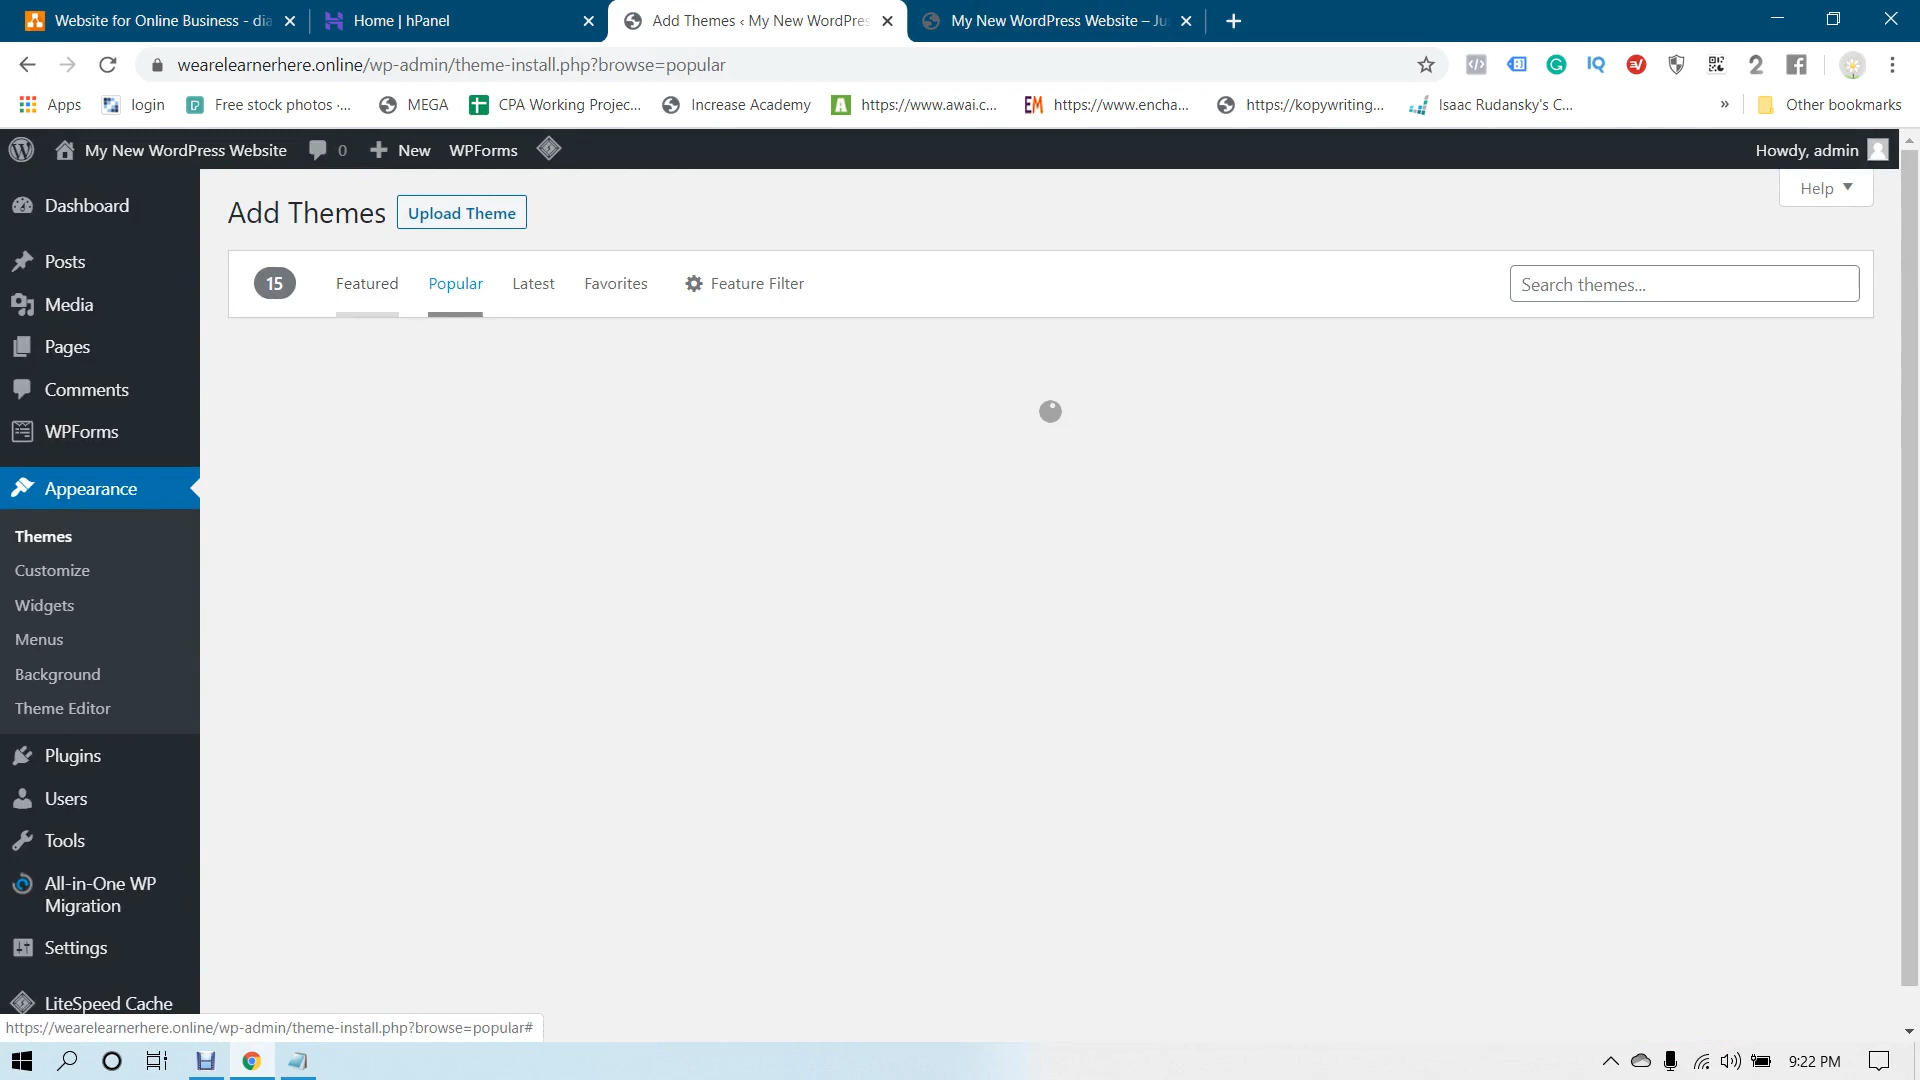 Website for Online Business - dia
Home | hPanel
Add Themes ‹ My New WordPres
My New WordPress Website – Ju
wearelearnerhere.online/wp-admin/theme-install.php?browse=popular
Apps
login
Free stock photos ·...
MEGA
CPA Working Projec...
Increase Academy
https://www.awai.c...
EM
https://www.encha...
https://kopywriting...
Isaac Rudansky's C...
»
Other bookmarks
My New WordPress Website
0
New
WPForms
Howdy, admin
Help
Dashboard
Posts
Media
Pages
Comments
WPForms
Appearance
Themes
Customize
Widgets
Menus
Background
Theme Editor
Plugins
Users
Tools
All-in-One WP
Migration
Settings
LiteSpeed Cache
Add Themes
Upload Theme
15
Featured
Popular
Latest
Favorites
Feature Filter
Search themes...
https://wearelearnerhere.online/wp-admin/theme-install.php?browse=popular#
9:22 PM